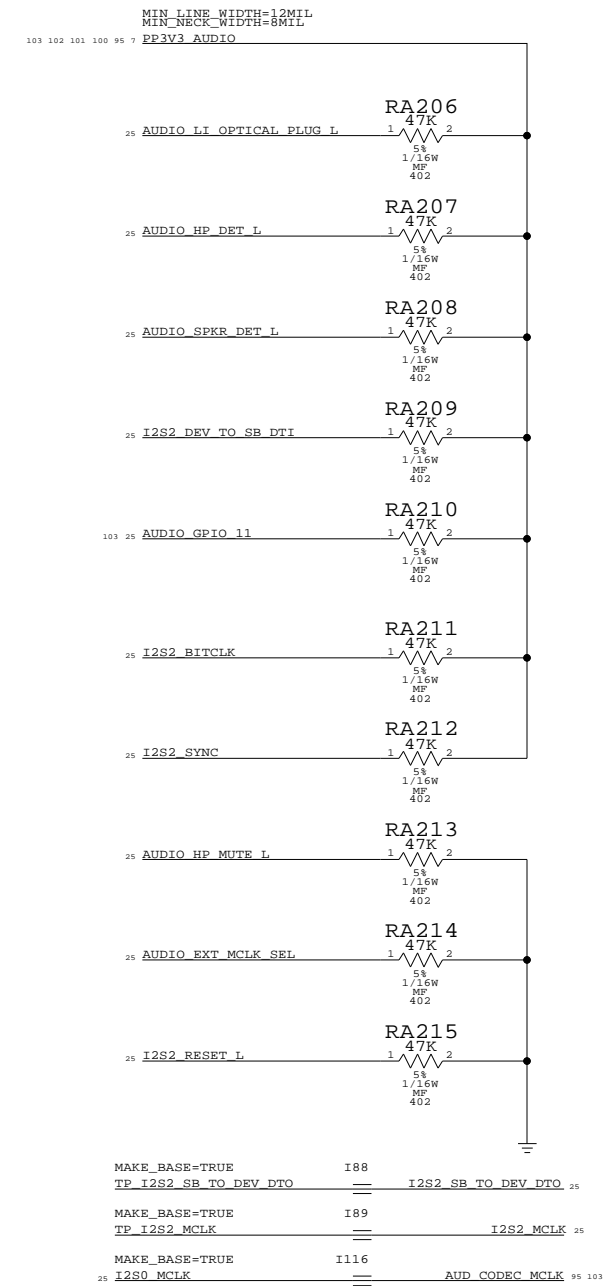 MIN_LINE_WIDTH=12MIL
MIN_NECK_WIDTH=8MIL
103 102 101 100 95 7 PP3V3_AUDIO
RA206
47K
25 AUDIO_LI_OPTICAL_PLUG_L 1 2
5%
1/16W
MF
402
RA207
47K
25 AUDIO_HP_DET_L 1 2
5%
1/16W
MF
402
RA208
47K
25 AUDIO_SPKR_DET_L 1 2
5%
1/16W
MF
402
RA209
47K
25 I2S2_DEV_TO_SB_DTI 1 2
5%
1/16W
MF
402
RA210
47K
103 25 AUDIO_GPIO_11 1 2
5%
1/16W
MF
402
RA211
47K
25 I2S2_BITCLK 1 2
5%
1/16W
MF
402
RA212
47K
25 I2S2_SYNC 1 2
5%
1/16W
MF
402
RA213
47K
25 AUDIO_HP_MUTE_L 1 2
5%
1/16W
MF
402
RA214
47K
25 AUDIO_EXT_MCLK_SEL 1 2
5%
1/16W
MF
402
RA215
47K
25 I2S2_RESET_L 1 2
5%
1/16W
MF
402
MAKE_BASE=TRUE I88
TP_I2S2_SB_TO_DEV_DTO I2S2_SB_TO_DEV_DTO 25
MAKE_BASE=TRUE I89
TP_I2S2_MCLK I2S2_MCLK 25
MAKE_BASE=TRUE I116
25 I2S0_MCLK AUD_CODEC_MCLK 95 103